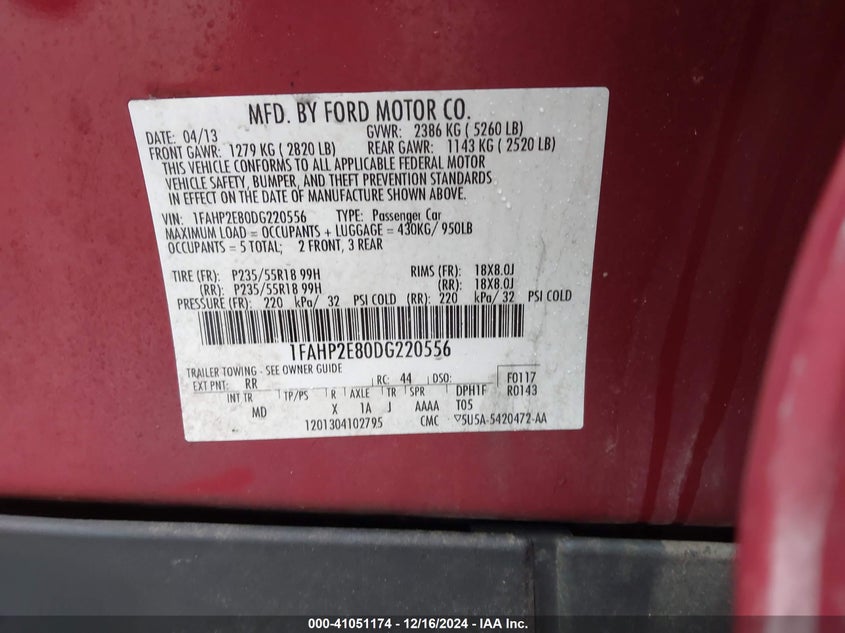 MFD. BY FORD MOTOR CO.
DATE: 04/13 GVWR: 2386 KG ( 5260 LB)
FRONT GAWR: 1279 KG ( 2820 LB) REAR GAWR: 1143 KG ( 2520 LB)
THIS VEHICLE CONFORMS TO ALL APPLICABLE FEDERAL MOTOR
VEHICLE SAFETY, BUMPER, AND THEFT PREVENTION STANDARDS
IN EFFECT ON THE DATE OF MANUFACTURE SHOWN ABOVE.
VIN: 1FAHP2E80DG220556 TYPE: Passenger Car
MAXIMUM LOAD = OCCUPANTS + LUGGAGE = 430KG/ 950LB
OCCUPANTS = 5 TOTAL; 2 FRONT, 3 REAR
TIRE (FR): P235/55R18 99H RIMS (FR): 18X8.0J
(RR): P235/55R18 99H (RR): 18X8.0J
PRESSURE (FR): 220 kPa/ 32 PSI COLD (RR): 220 kPa/ 32 PSI COLD
1FAHP2E80DG220556
TRAILER TOWING - SEE OWNER GUIDE
EXT PNT: RR RC: 44 DSO: F0117
INT TR TP/PS R AXLE TR SPR DPH1F R0143
MD X 1A J AAAA T05
1201304102795 CMC ▽5U5A-5420472-AA
000-41051174 - 12/16/2024 - IAA Inc.